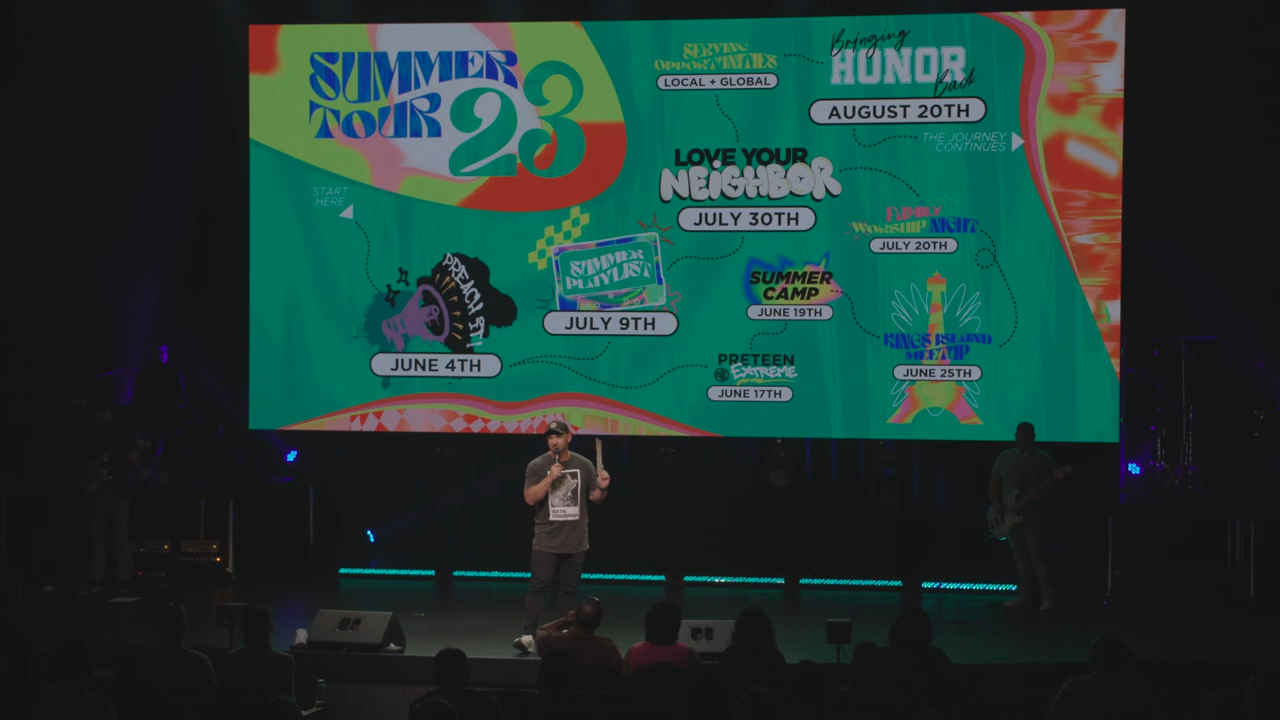 SUMMER
TOUR 23
START
HERE
PREACH IT!
JUNE 4TH
SUMMER
PLAYLIST
JULY 9TH
PRETEEN
EXTREME
JUNE 17TH
SUMMER
CAMP
JUNE 19TH
KINGS ISLAND
MEETUP
JUNE 25TH
FAMILY
WORSHIP NIGHT
JULY 20TH
LOVE YOUR
NEIGHBOR
JULY 30TH
SERVING
OPPORTUNITIES
LOCAL + GLOBAL
Bringing
HONOR
Back
AUGUST 20TH
THE JOURNEY
CONTINUES